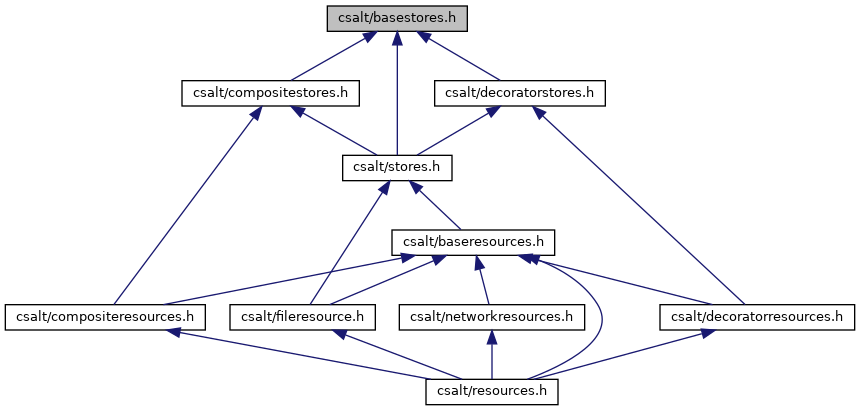 csalt/basestores.h
csalt/compositestores.h
csalt/decoratorstores.h
csalt/stores.h
csalt/baseresources.h
csalt/compositeresources.h
csalt/fileresource.h
csalt/networkresources.h
csalt/decoratorresources.h
csalt/resources.h